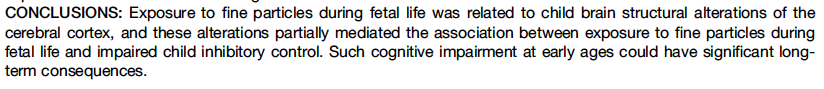 CONCLUSIONS: Exposure to fine particles during fetal life was related to child brain structural alterations of the
cerebral cortex, and these alterations partially mediated the association between exposure to fine particles during
fetal life and impaired child inhibitory control. Such cognitive impairment at early ages could have significant long-
term consequences.